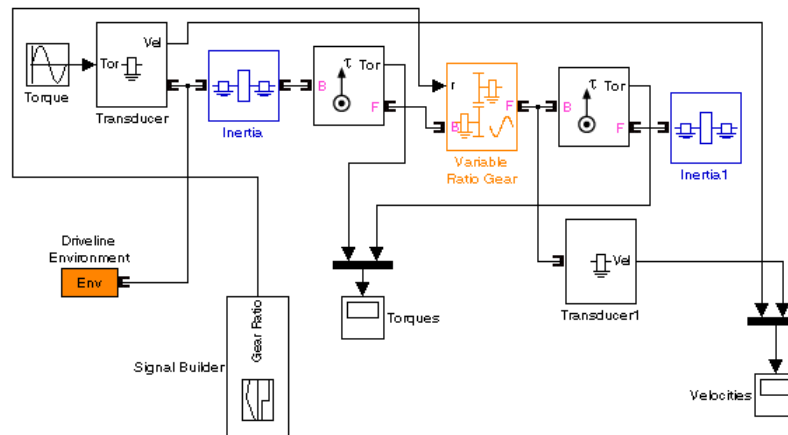 Vel
Tor
Torque
Transducer
Inertia
τ Tor
B
F
r
F
B
Variable
Ratio Gear
τ Tor
B
F
Inertia1
Driveline
Environment
Env
Gear Ratio
Signal Builder
Torques
Vel
Transducer1
Velocities